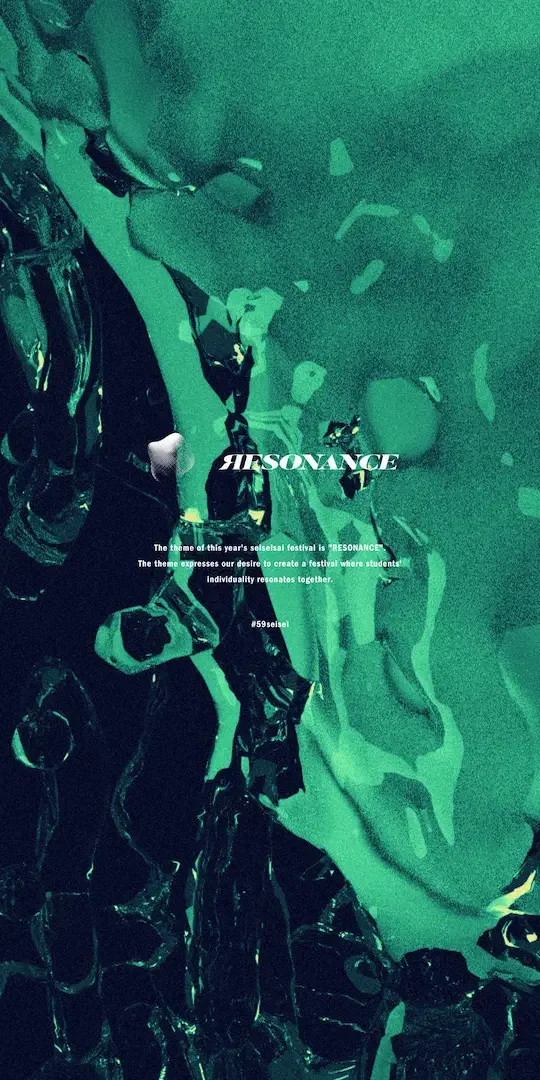 ЯESONANCE
The theme of this year's seiseisai festival is "RESONANCE".
The theme expresses our desire to create a festival where students'
individuality resonates together.
#59seisei